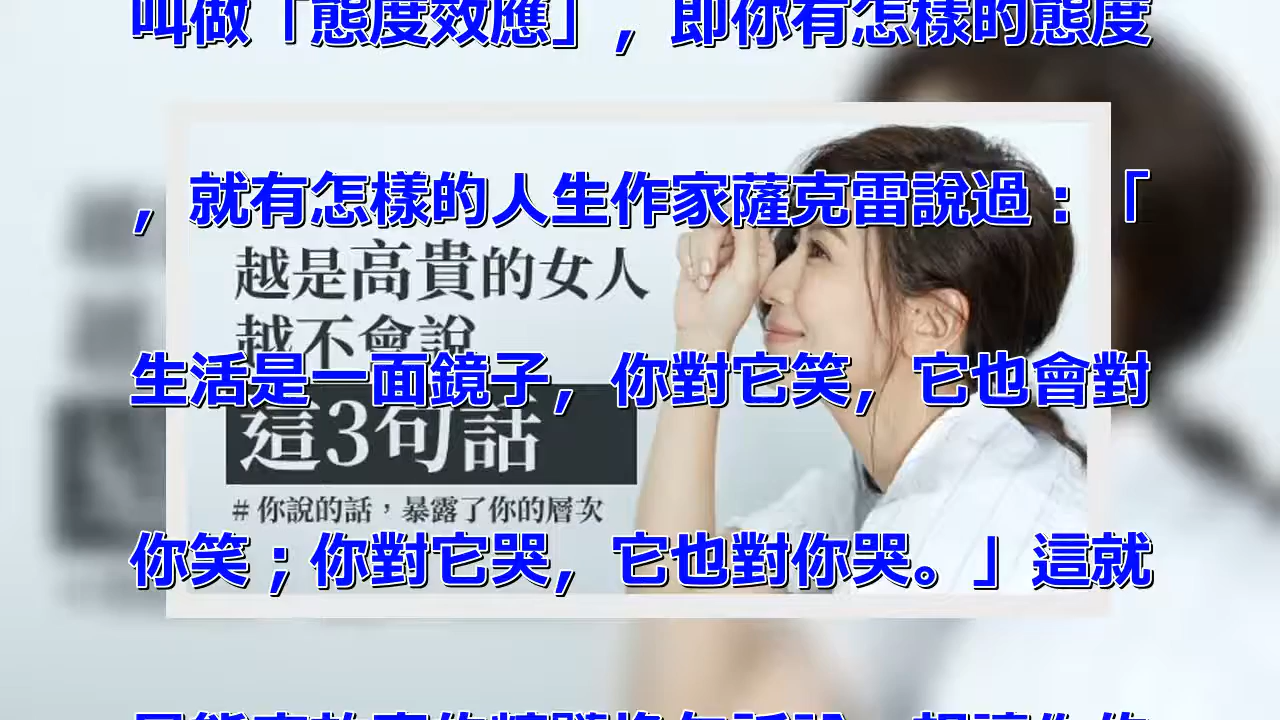 叫做「態度效應」，即你有怎樣的態度
，就有怎樣的人生作家薩克雷說過：「
越是高貴的女人
越不會說
生活是一面鏡子，你對它笑，它也會對
這3句話
#你說的話，暴露了你的層次
你笑；你對它哭，它也對你哭。」這就